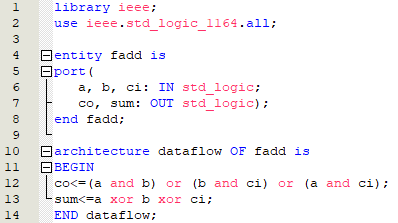 1 library ieee;
2 use ieee.std_logic_1164.all;
3
4 entity fadd is
5 port(
6 a, b, ci: IN std_logic;
7 co, sum: OUT std_logic);
8 end fadd;
9
10 architecture dataflow OF fadd is
11 BEGIN
12 co<=(a and b) or (b and ci) or (a and ci);
13 sum<=a xor b xor ci;
14 END dataflow;